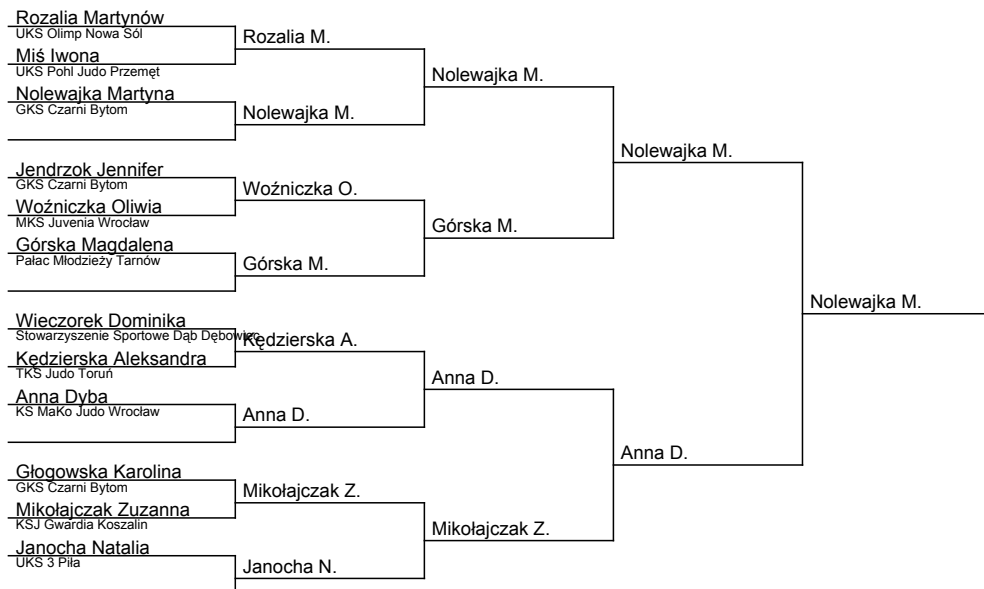 Rozalia Martynów
UKS Olimp Nowa Sól
Miś Iwona
UKS Pohl Judo Przemęt
Nolewajka Martyna
GKS Czarni Bytom
Jendrzok Jennifer
GKS Czarni Bytom
Woźniczka Oliwia
MKS Juvenia Wrocław
Górska Magdalena
Pałac Młodzieży Tarnów
Wieczorek Dominika
Stowarzyszenie Sportowe Dąb Dębowiec
Kędzierska Aleksandra
TKS Judo Toruń
Anna Dyba
KS MaKo Judo Wrocław
Głogowska Karolina
GKS Czarni Bytom
Mikołajczak Zuzanna
KSJ Gwardia Koszalin
Janocha Natalia
UKS 3 Piła
Rozalia M.
Nolewajka M.
Woźniczka O.
Górska M.
Kędzierska A.
Anna D.
Mikołajczak Z.
Janocha N.
Nolewajka M.
Górska M.
Anna D.
Mikołajczak Z.
Nolewajka M.
Anna D.
Nolewajka M.